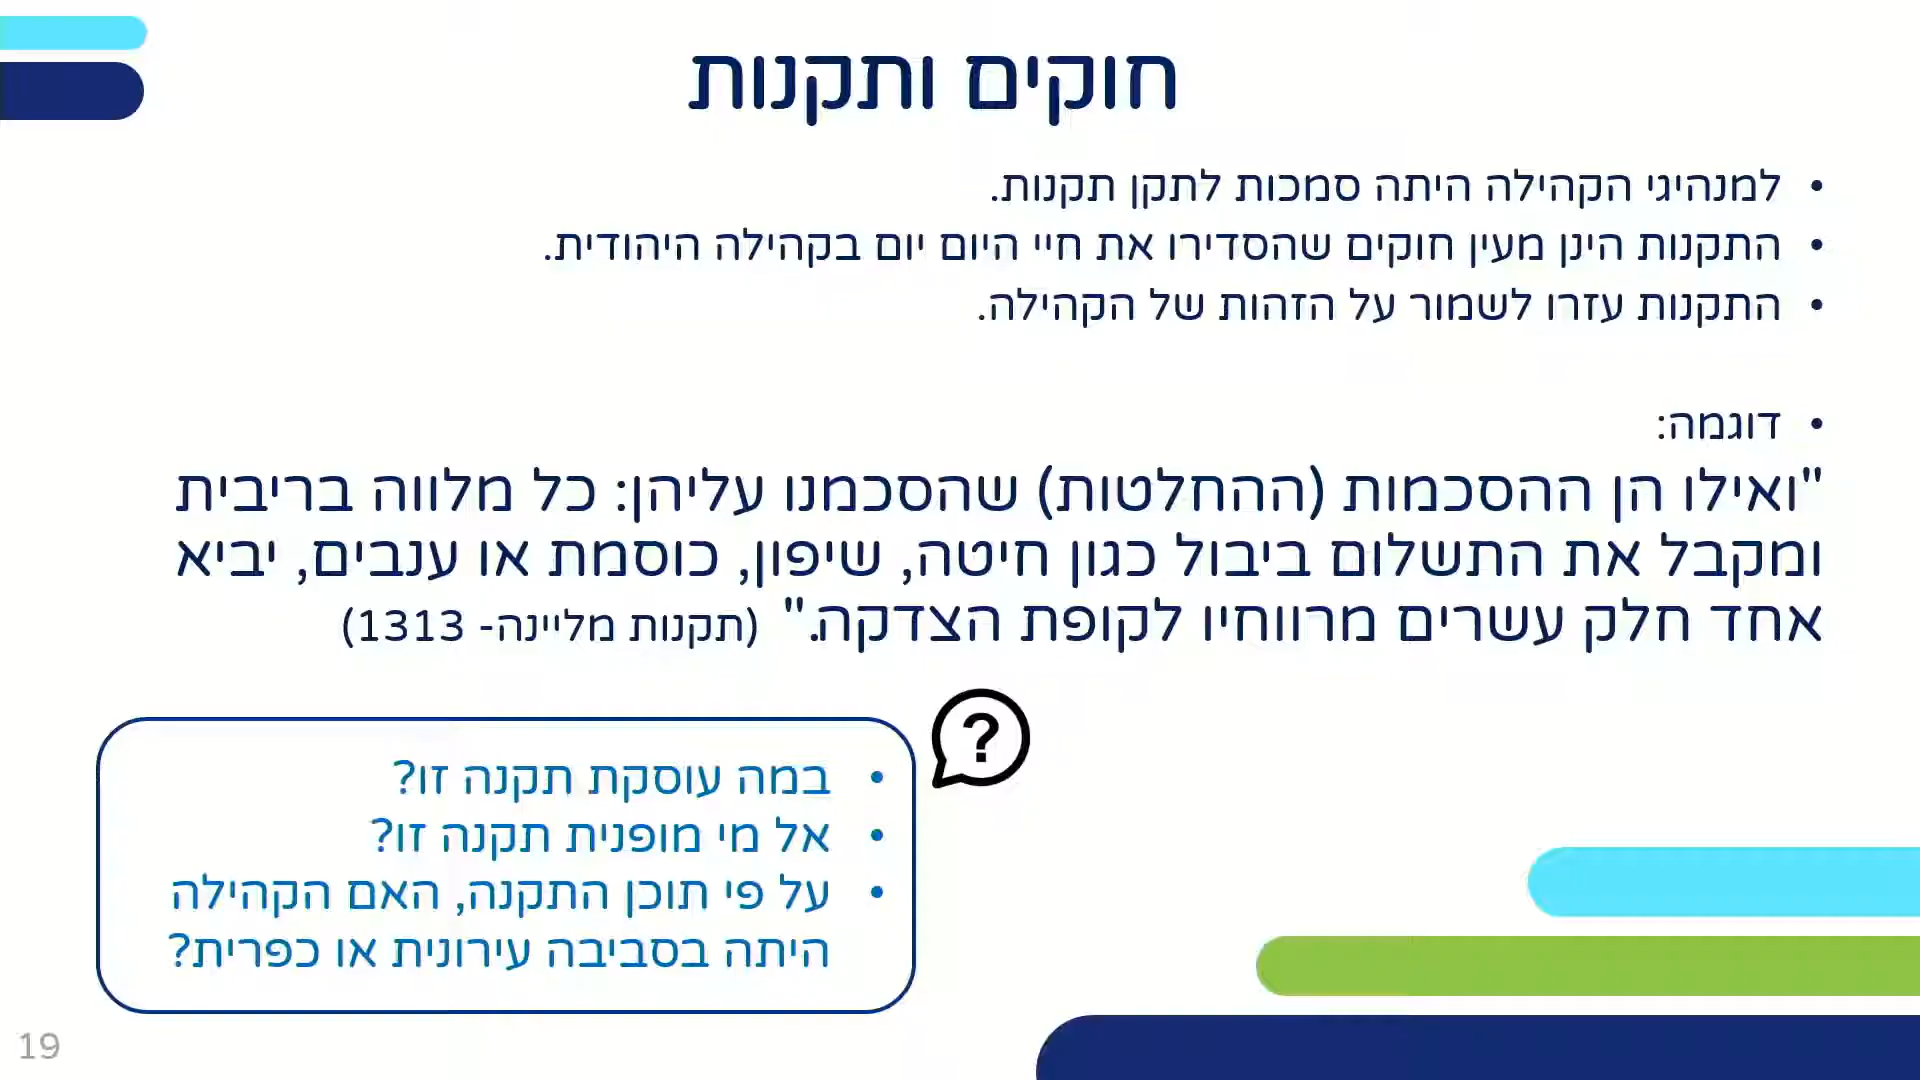 חוקים ותקנות
• למנהיגי הקהילה היתה סמכות לתקן תקנות.
• התקנות הינן מעין חוקים שהסדירו את חיי היום יום בקהילה היהודית.
• התקנות עזרו לשמור על הזהות של הקהילה.
• דוגמה:
"ואילו הן ההסכמות (ההחלטות) שהסכמנו עליהן: כל מלווה בריבית
ומקבל את התשלום ביבול כגון חיטה, שיפון, כוסמת או ענבים, יביא
אחד חלק עשרים מרווחיו לקופת הצדקה." (תקנות מליינה- 1313)
?
• במה עוסקת תקנה זו?
• אל מי מופנית תקנה זו?
• על פי תוכן התקנה, האם הקהילה
היתה בסביבה עירונית או כפרית?
19